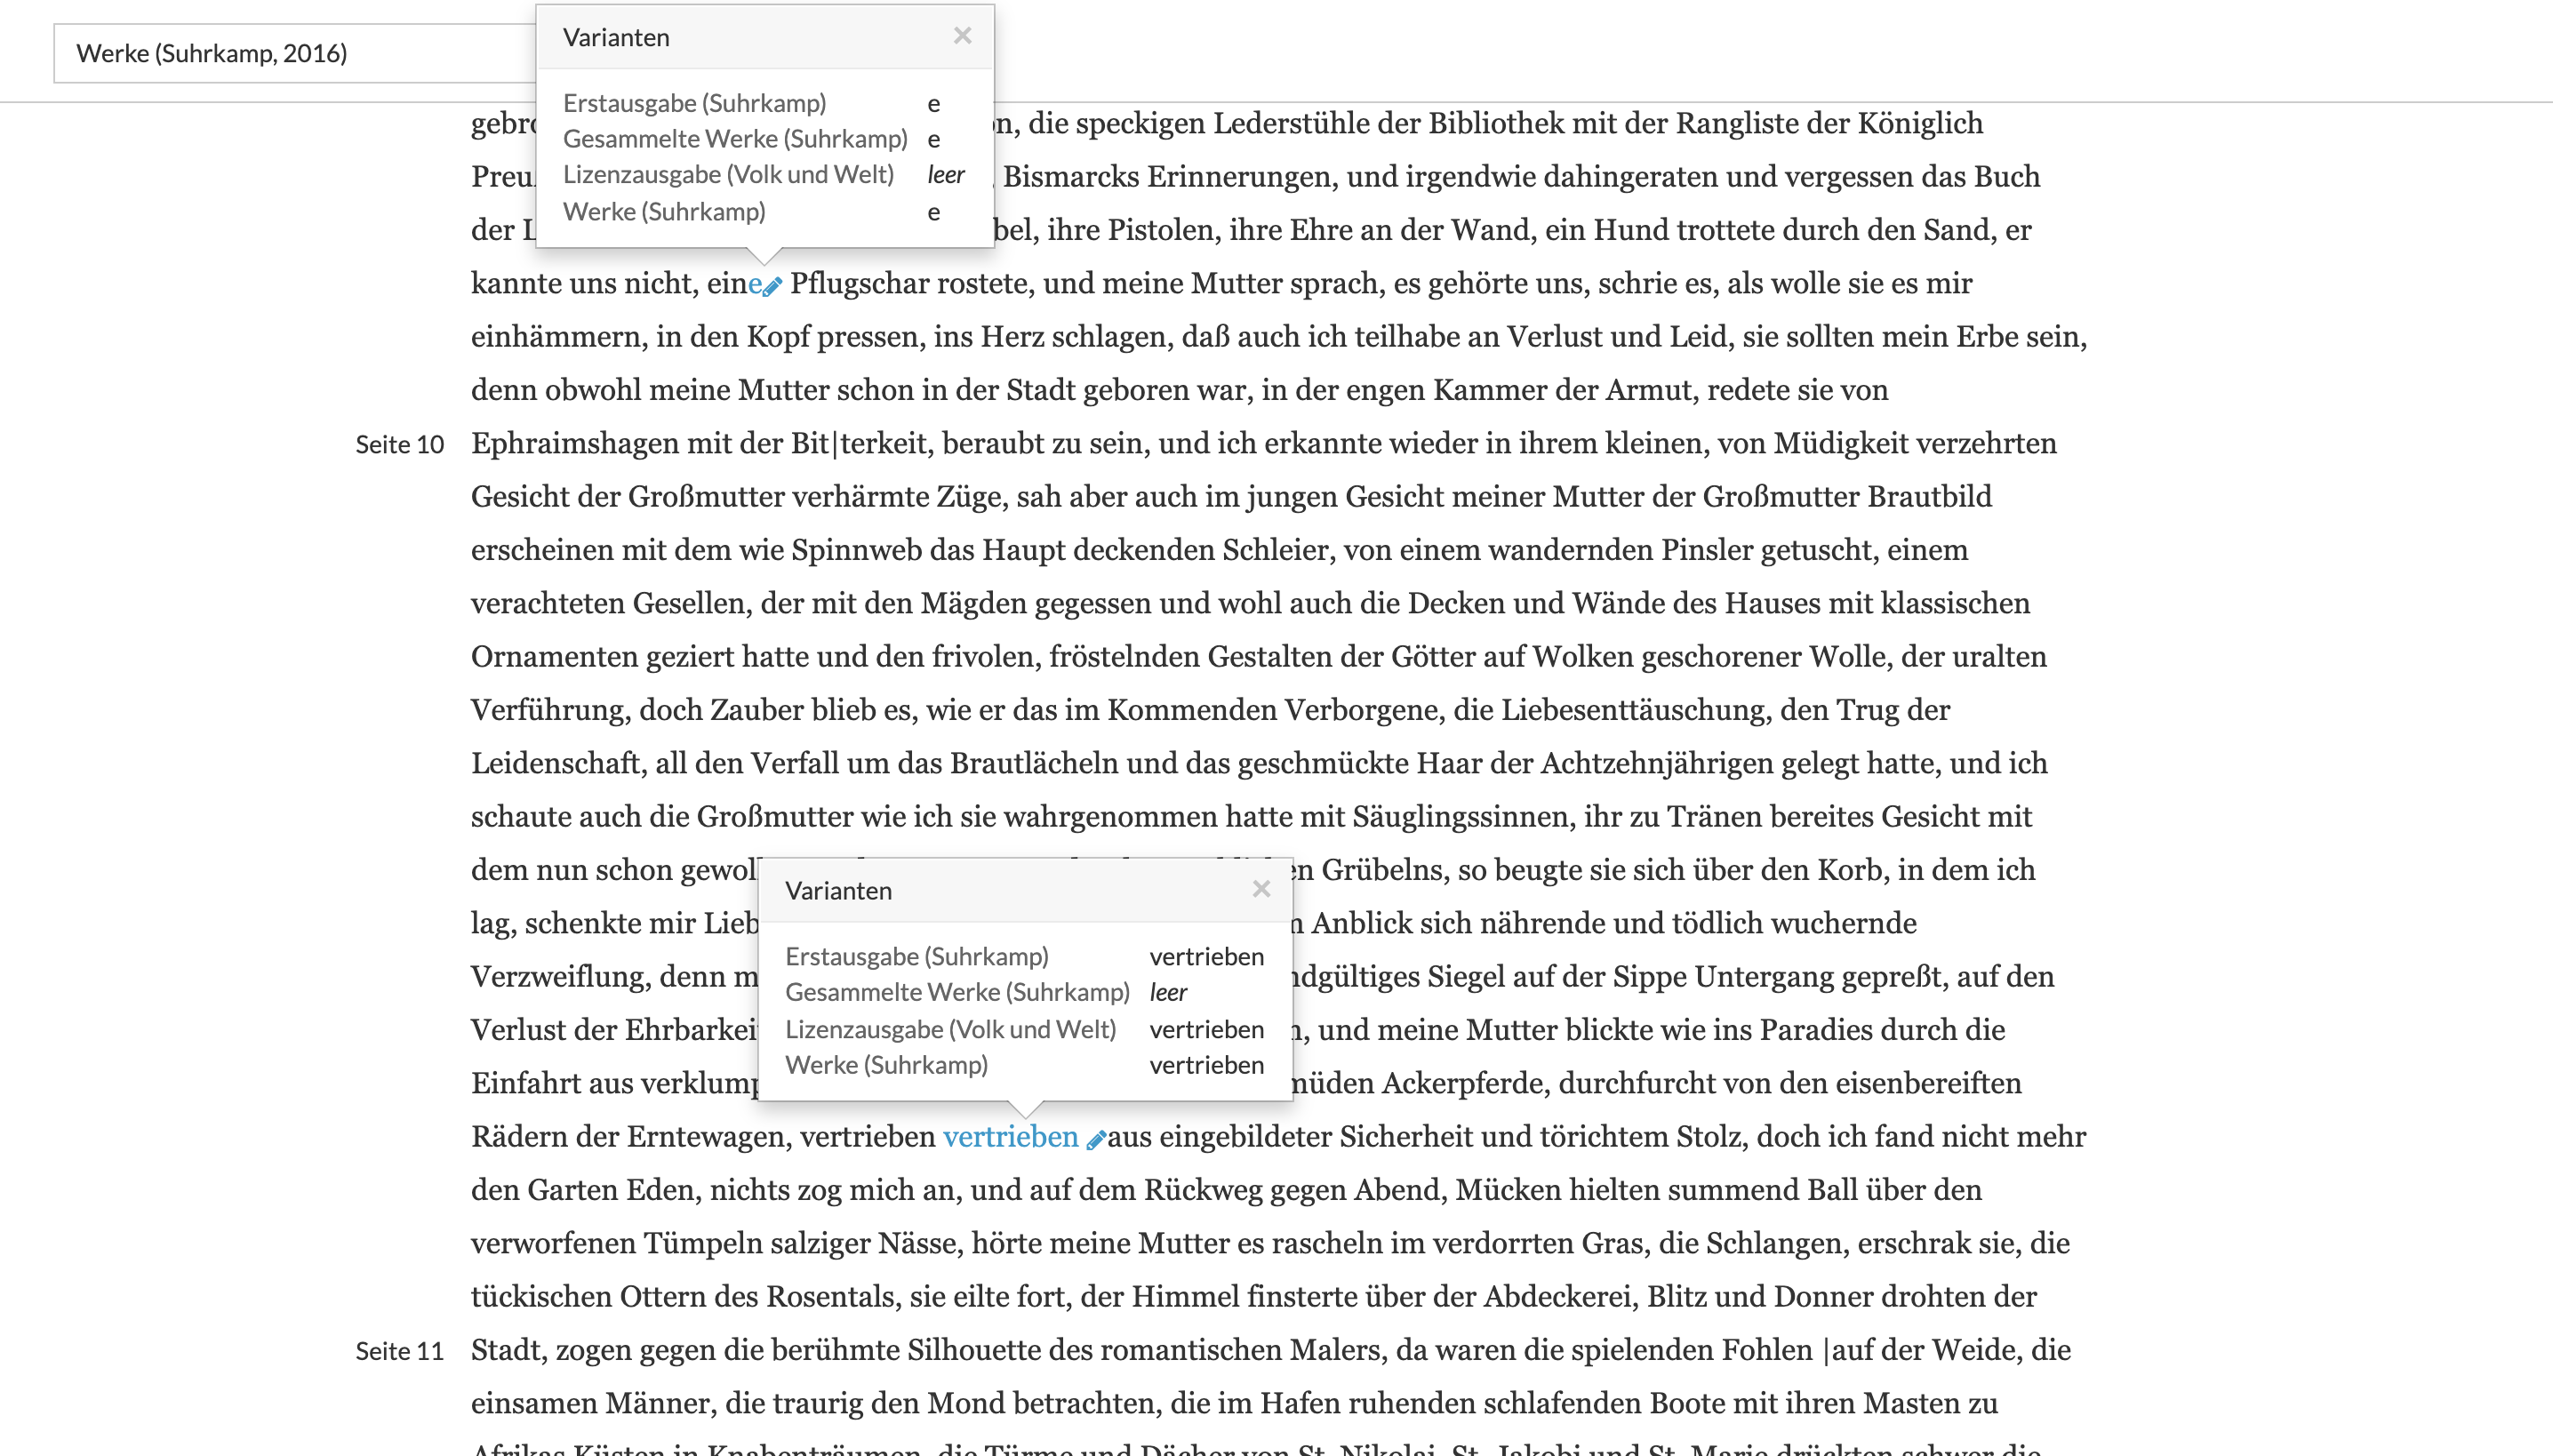 Werke (Suhrkamp, 2016)
Varianten ×
Erstausgabe (Suhrkamp) e
Gesammelte Werke (Suhrkamp) e
Lizenzausgabe (Volk und Welt) leer
Werke (Suhrkamp) e
die speckigen Lederstühle der Bibliothek mit der Rangliste der Königlich
Bismarcks Erinnerungen, und irgendwie dahingeraten und vergessen das Buch
der ihre Pistolen, ihre Ehre an der Wand, ein Hund trottete durch den Sand, er
kannte uns nicht, eine Pflugschar rostete, und meine Mutter sprach, es gehörte uns, schrie es, als wolle sie es mir
einhämmern, in den Kopf pressen, ins Herz schlagen, daß auch ich teilhabe an Verlust und Leid, sie sollten mein Erbe sein,
denn obwohl meine Mutter schon in der Stadt geboren war, in der engen Kammer der Armut, redete sie von
Seite 10 Ephraimshagen mit der Bit|terkeit, beraubt zu sein, und ich erkannte wieder in ihrem kleinen, von Müdigkeit verzehrten
Gesicht der Großmutter verhärmte Züge, sah aber auch im jungen Gesicht meiner Mutter der Großmutter Brautbild
erscheinen mit dem wie Spinnweb das Haupt deckenden Schleier, von einem wandernden Pinsler getuscht, einem
verachteten Gesellen, der mit den Mägden gegessen und wohl auch die Decken und Wände des Hauses mit klassischen
Ornamenten geziert hatte und den frivolen, fröstelnden Gestalten der Götter auf Wolken geschorener Wolle, der uralten
Verführung, doch Zauber blieb es, wie er das im Kommenden Verborgene, die Liebesenttäuschung, den Trug der
Leidenschaft, all den Verfall um das Brautlächeln und das geschmückte Haar der Achtzehnjährigen gelegt hatte, und ich
schaute auch die Großmutter wie ich sie wahrgenommen hatte mit Säuglingssinnen, ihr zu Tränen bereites Gesicht mit
dem nun schon Grübelns, so beugte sie sich über den Korb, in dem ich
lag, schenkte mir Anblick sich nährende und tödlich wuchernde
Verzweiflung, denn Siegel auf der Sippe Untergang gepreßt, auf den
Verlust der und meine Mutter blickte wie ins Paradies durch die
Einfahrt aus müden Ackerpferde, durchfurcht von den eisenbereiften
Varianten ×
Erstausgabe (Suhrkamp) vertrieben
Gesammelte Werke (Suhrkamp) leer
Lizenzausgabe (Volk und Welt) vertrieben
Werke (Suhrkamp) vertrieben
Rädern der Erntewagen, vertrieben vertrieben aus eingebildeter Sicherheit und törichtem Stolz, doch ich fand nicht mehr
den Garten Eden, nichts zog mich an, und auf dem Rückweg gegen Abend, Mücken hielten summend Ball über den
verworfenen Tümpeln salziger Nässe, hörte meine Mutter es rascheln im verdorrten Gras, die Schlangen, erschrak sie, die
tückischen Ottern des Rosentals, sie eilte fort, der Himmel finsterte über der Abdeckerei, Blitz und Donner drohten der
Seite 11 Stadt, zogen gegen die berühmte Silhouette des romantischen Malers, da waren die spielenden Fohlen |auf der Weide, die
einsamen Männer, die traurig den Mond betrachten, die im Hafen ruhenden schlafenden Boote mit ihren Masten zu
Afrikas Küsten in Knabenträumen, die Türme und Dächer von St. Nikolai, St. Jakobi und St. Marie drückten schwer die